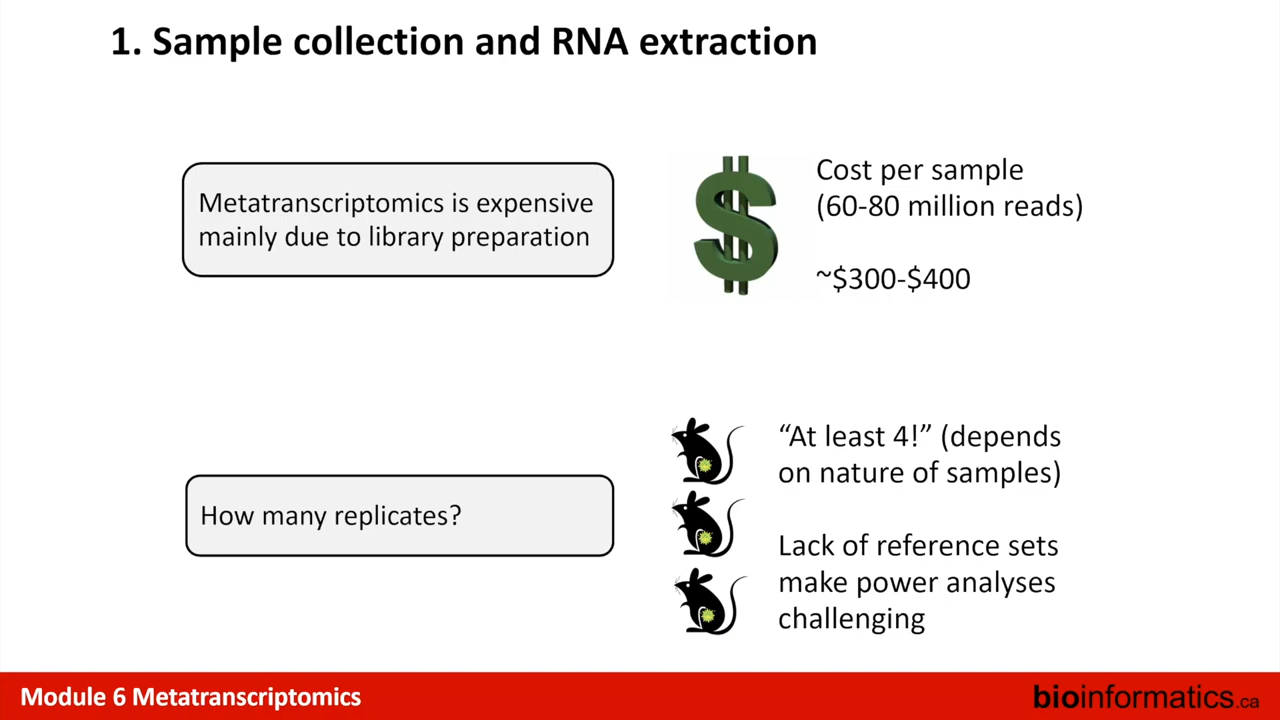 1. Sample collection and RNA extraction
Metatranscriptomics is expensive
mainly due to library preparation
Cost per sample
(60-80 million reads)
~$300-$400
How many replicates?
“At least 4!” (depends
on nature of samples)
Lack of reference sets
make power analyses
challenging
Module 6 Metatranscriptomics
bioinformatics.ca